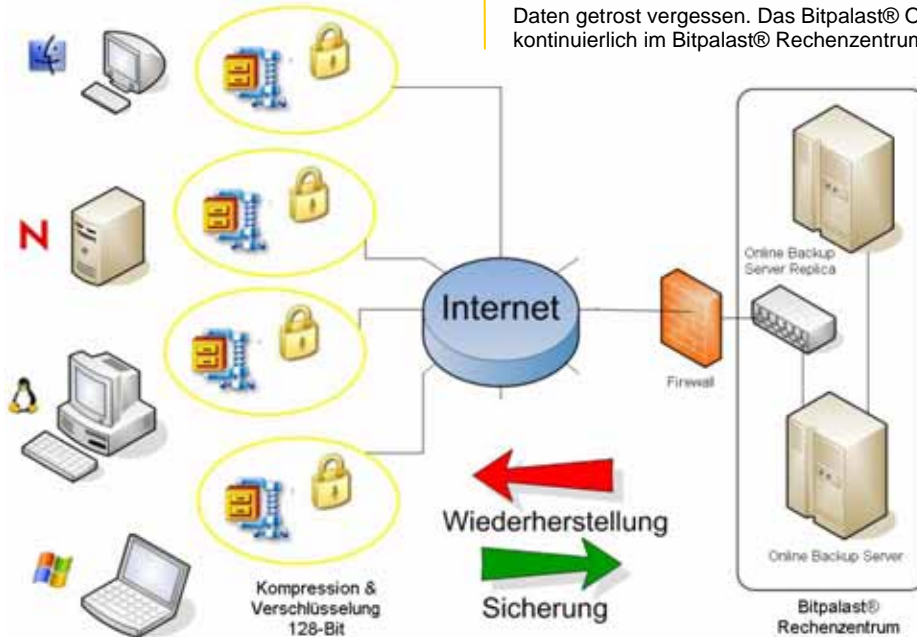 Daten getrost vergessen. Das Bitpalast®
kontinuierlich im Bitpalast® Rechenzentrum
N
Internet
Online Backup
Server Replica
Firewall
Wiederherstellung
Sicherung
Online Backup Server
Kompression &
Verschlüsselung
128-Bit
Bitpalast®
Rechenzentrum